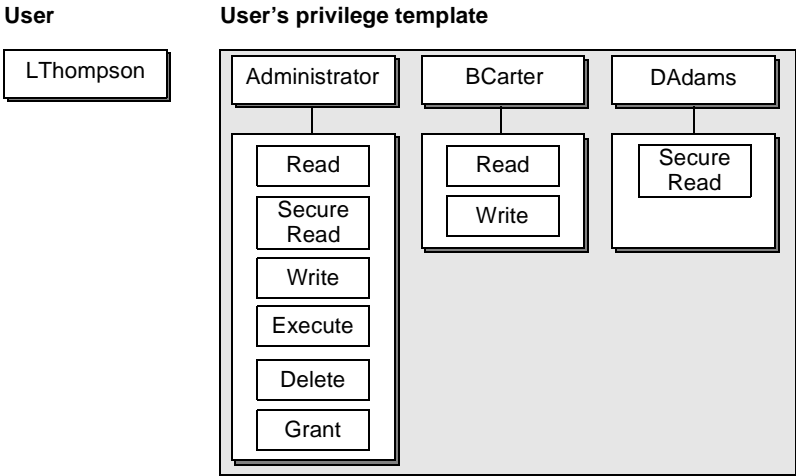 User
User's privilege template
LThompson
Administrator
Read
Secure
Read
Write
Execute
Delete
Grant
BCarter
Read
Write
DAdams
Secure
Read